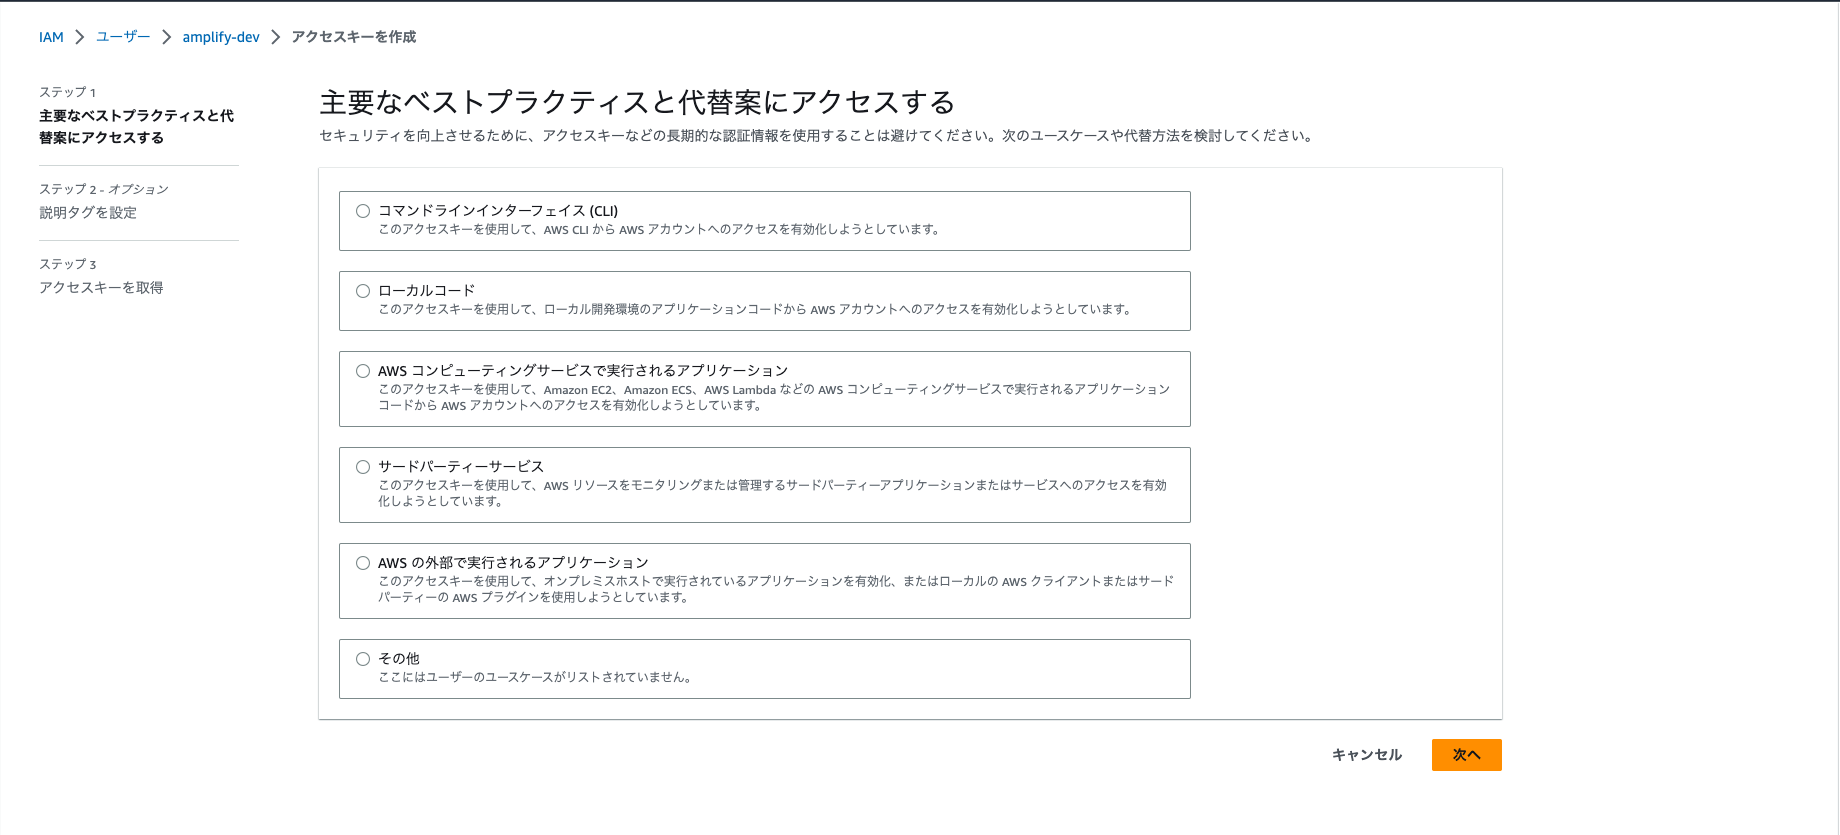 IAM > ユーザー > amplify-dev > アクセスキーを作成
ステップ 1
主要なベストプラクティスと代
替案にアクセスする
ステップ 2 - オプション
説明タグを設定
ステップ 3
アクセスキーを取得
主要なベストプラクティスと代替案にアクセスする
セキュリティを向上させるために、アクセスキーなどの長期的な認証情報を使用することは避けてください。次のユースケースや代替方法を検討してください。
コマンドラインインターフェイス (CLI)
このアクセスキーを使用して、AWS CLI から AWS アカウントへのアクセスを有効化しようとしています。
ローカルコード
このアクセスキーを使用して、ローカル開発環境のアプリケーションコードから AWS アカウントへのアクセスを有効化しようとしています。
AWS コンピューティングサービスで実行されるアプリケーション
このアクセスキーを使用して、Amazon EC2、Amazon ECS、AWS Lambda などの AWS コンピューティングサービスで実行されるアプリケーション
コードから AWS アカウントへのアクセスを有効化しようとしています。
サードパーティーサービス
このアクセスキーを使用して、AWS リソースをモニタリングまたは管理するサードパーティーアプリケーションまたはサービスへのアクセスを有効
化しようとしています。
AWS の外部で実行されるアプリケーション
このアクセスキーを使用して、オンプレミスホストで実行されているアプリケーションを有効化、またはローカルの AWS クライアントまたはサード
パーティーの AWS プラグインを使用しようとしています。
その他
ここにはユーザーのユースケースがリストされていません。
キャンセル
次へ